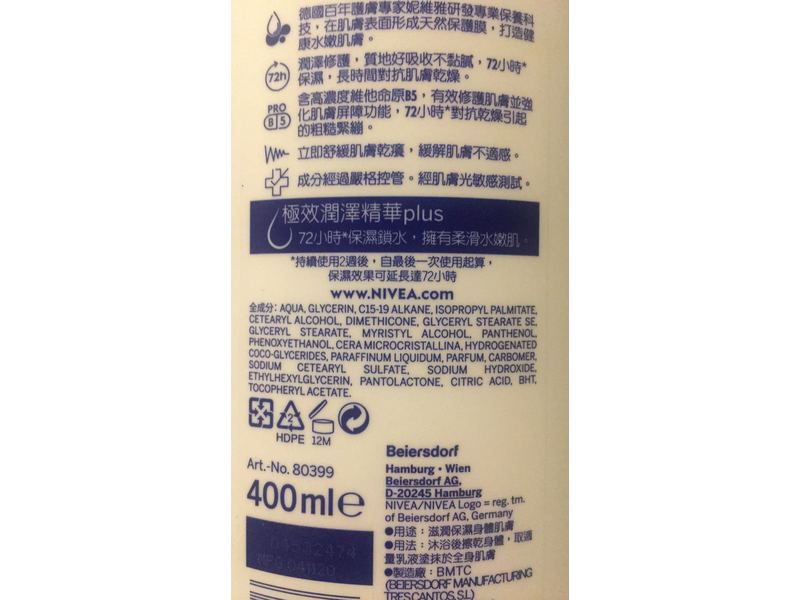 德國百年護膚專家妮維雅研發專業保養科
技，在肌膚表面形成天然保護膜，打造健
康水嫩肌膚。
72h
潤澤修護，質地好吸收不黏膩，72小時*
保濕，長時間對抗肌膚乾燥。
PRO
B5
含高濃度維他命原B5，有效修護肌膚並強
化肌膚屏障功能，72小時*對抗乾燥引起
的粗糙緊繃。
立即舒緩肌膚乾癢，緩解肌膚不適感。
成分經過嚴格控管。經肌膚光敏感測試。
極效潤澤精華plus
72小時*保濕鎖水，擁有柔滑水嫩肌。
*持續使用2週後，自最後一次使用起算，
保濕效果可延長達72小時
www.NIVEA.com
全成分：AQUA, GLYCERIN, C15-19 ALKANE, ISOPROPYL PALMITATE,
CETEARYL ALCOHOL, DIMETHICONE, GLYCERYL STEARATE SE,
GLYCERYL STEARATE, MYRISTYL ALCOHOL, PANTHENOL,
PHENOXYETHANOL, CERA MICROCRISTALLINA, HYDROGENATED
COCO-GLYCERIDES, PARAFFINUM LIQUIDUM, PARFUM, CARBOMER,
SODIUM CETEARYL SULFATE, SODIUM HYDROXIDE,
ETHYLHEXYLGLYCERIN, PANTOLACTONE, CITRIC ACID, BHT,
TOCOPHERYL ACETATE.
2
HDPE 12M
Art.-No. 80399
400ml℮
Beiersdorf
Hamburg · Wien
Beiersdorf AG,
D-20245 Hamburg
NIVEA/NIVEA Logo = reg. tm.
of Beiersdorf AG, Germany
●用途：滋潤保濕身體肌膚
●用法：沐浴後擦乾身體，取適
量乳液塗抹於全身肌膚
●製造廠：BMTC
(BEIERSDORF MANUFACTURING
TRES CANTOS, S.L)
MFG 041120